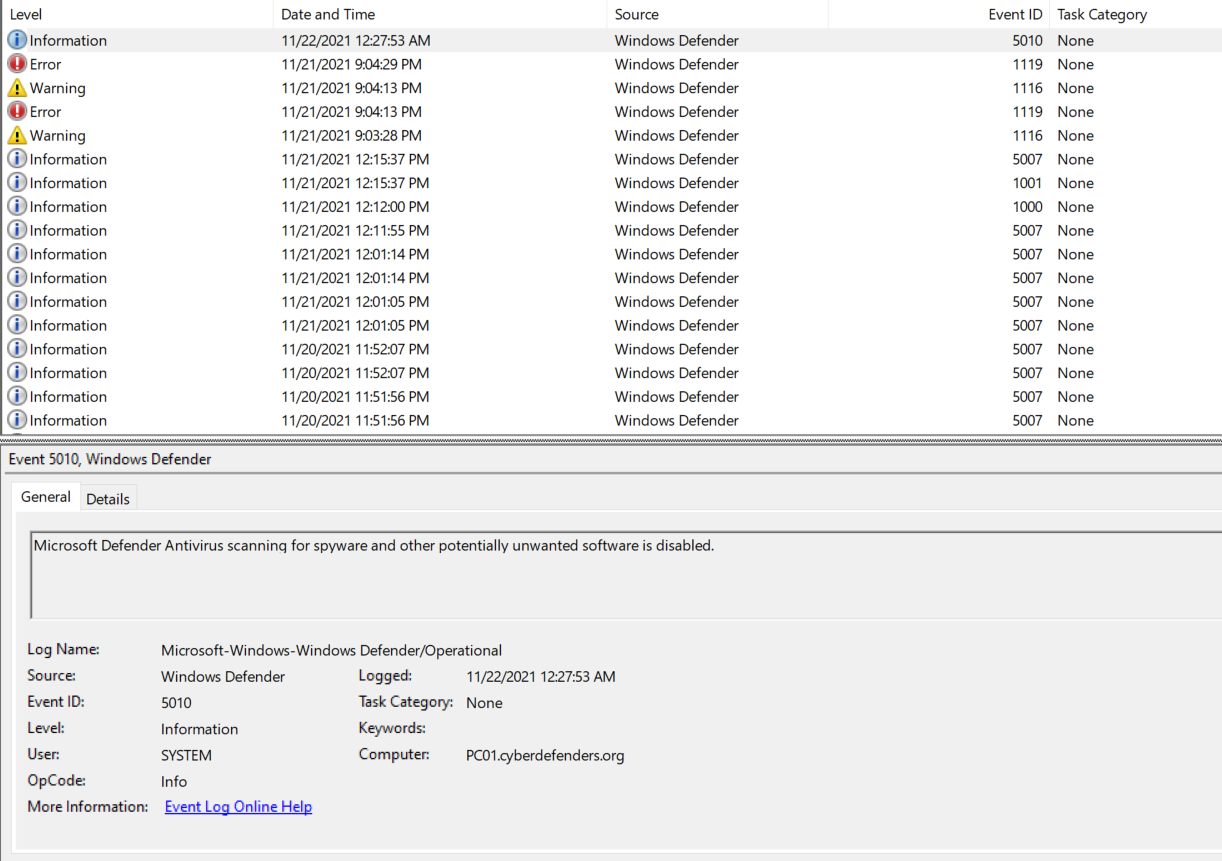 Level Date and Time Source Event ID Task Category
Information 11/22/2021 12:27:53 AM Windows Defender 5010 None
Error 11/21/2021 9:04:29 PM Windows Defender 1119 None
Warning 11/21/2021 9:04:13 PM Windows Defender 1116 None
Error 11/21/2021 9:04:13 PM Windows Defender 1119 None
Warning 11/21/2021 9:03:28 PM Windows Defender 1116 None
Information 11/21/2021 12:15:37 PM Windows Defender 5007 None
Information 11/21/2021 12:15:37 PM Windows Defender 1001 None
Information 11/21/2021 12:12:00 PM Windows Defender 1000 None
Information 11/21/2021 12:11:55 PM Windows Defender 5007 None
Information 11/21/2021 12:01:14 PM Windows Defender 5007 None
Information 11/21/2021 12:01:14 PM Windows Defender 5007 None
Information 11/21/2021 12:01:05 PM Windows Defender 5007 None
Information 11/21/2021 12:01:05 PM Windows Defender 5007 None
Information 11/20/2021 11:52:07 PM Windows Defender 5007 None
Information 11/20/2021 11:52:07 PM Windows Defender 5007 None
Information 11/20/2021 11:51:56 PM Windows Defender 5007 None
Information 11/20/2021 11:51:56 PM Windows Defender 5007 None
Event 5010, Windows Defender
General Details
Microsoft Defender Antivirus scanning for spyware and other potentially unwanted software is disabled.
Log Name: Microsoft-Windows-Windows Defender/Operational
Source: Windows Defender Logged: 11/22/2021 12:27:53 AM
Event ID: 5010 Task Category: None
Level: Information Keywords:
User: SYSTEM Computer: PC01.cyberdefenders.org
OpCode: Info
More Information: Event Log Online Help